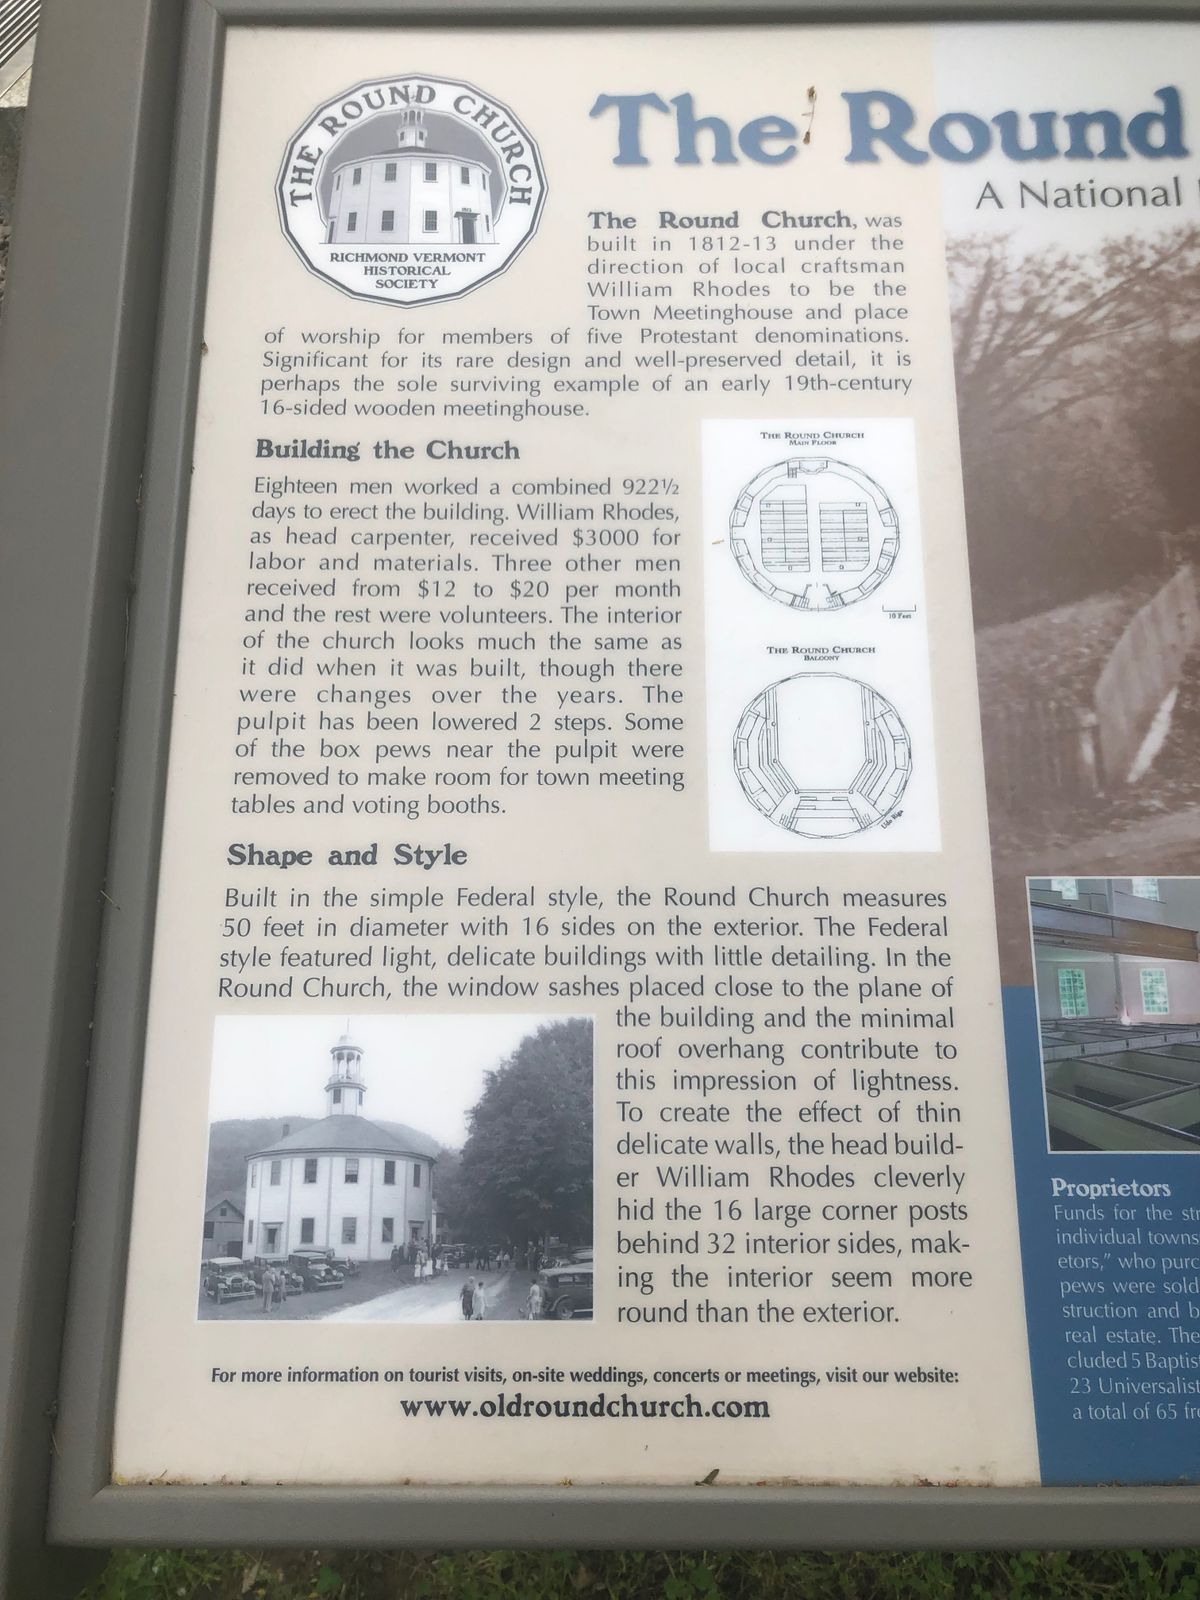 THE ROUND CHURCH
RICHMOND VERMONT
HISTORICAL
SOCIETY
The Round
A National
The Round Church, was
built in 1812-13 under the
direction of local craftsman
William Rhodes to be the
Town Meetinghouse and place
of worship for members of five Protestant denominations.
Significant for its rare design and well-preserved detail, it is
perhaps the sole surviving example of an early 19th-century
16-sided wooden meetinghouse.
Building the Church
Eighteen men worked a combined 922½
days to erect the building. William Rhodes,
as head carpenter, received $3000 for
labor and materials. Three other men
received from $12 to $20 per month
and the rest were volunteers. The interior
of the church looks much the same as
it did when it was built, though there
were changes over the years. The
pulpit has been lowered 2 steps. Some
of the box pews near the pulpit were
removed to make room for town meeting
tables and voting booths.
THE ROUND CHURCH
MAIN FLOOR
10 Feet
THE ROUND CHURCH
BALCONY
Shape and Style
Built in the simple Federal style, the Round Church measures
50 feet in diameter with 16 sides on the exterior. The Federal
style featured light, delicate buildings with little detailing. In the
Round Church, the window sashes placed close to the plane of
the building and the minimal
roof overhang contribute to
this impression of lightness.
To create the effect of thin
delicate walls, the head build-
er William Rhodes cleverly
hid the 16 large corner posts
behind 32 interior sides, mak-
ing the interior seem more
round than the exterior.
For more information on tourist visits, on-site weddings, concerts or meetings, visit our website:
www.oldroundchurch.com
Proprietors
Funds for the str
individual towns
etors," who purc
pews were sold
struction and b
real estate. The
cluded 5 Baptis
23 Universalist
a total of 65 fr